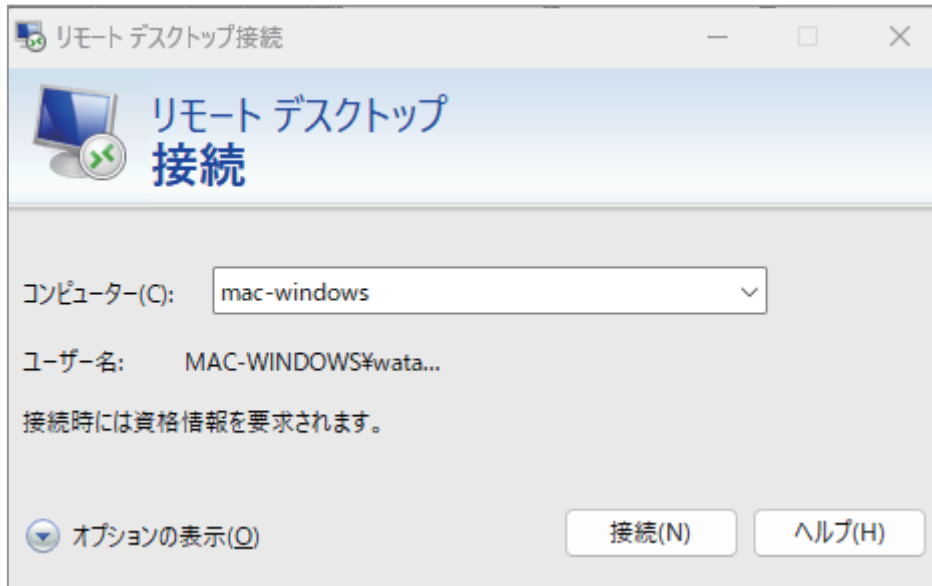 リモート デスクトップ接続
リモート デスクトップ
接続
コンピューター(C): mac-windows
ユーザー名: MAC-WINDOWS¥wata...
接続時には資格情報を要求されます。
オプションの表示(O) 接続(N) ヘルプ(H)